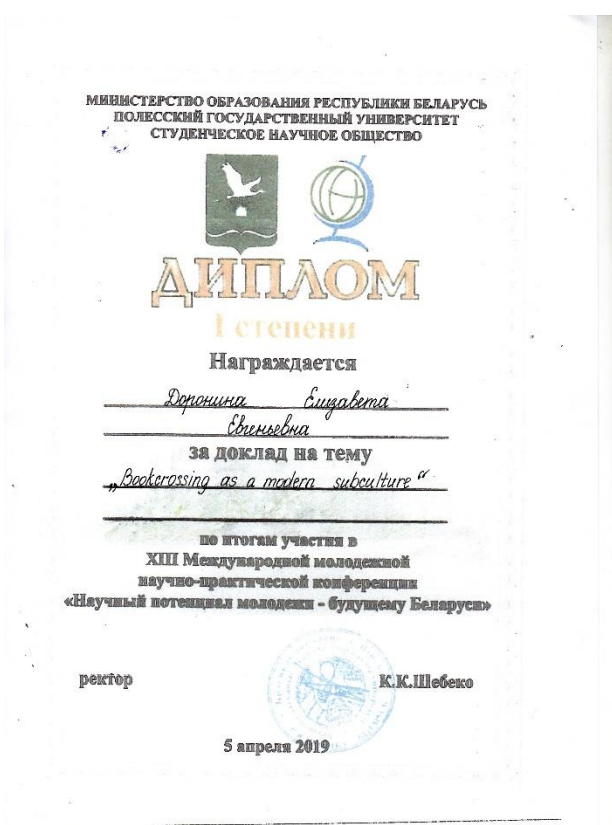 МИНИСТЕРСТВО ОБРАЗОВАНИЯ РЕСПУБЛИКИ БЕЛАРУСЬ
ПОЛЕССКИЙ ГОСУДАРСТВЕННЫЙ УНИВЕРСИТЕТ
СТУДЕНЧЕСКОЕ НАУЧНОЕ ОБЩЕСТВО
ДИПЛОМ
I степени
Награждается
Доронина Елизавета
Евгеньевна
за доклад на тему
„Bookcrossing as a modern subculture“
по итогам участия в
XIII Международной молодежной
научно-практической конференции
«Научный потенциал молодежи - будущему Беларуси»
ректор К.К.Шебеко
5 апреля 2019